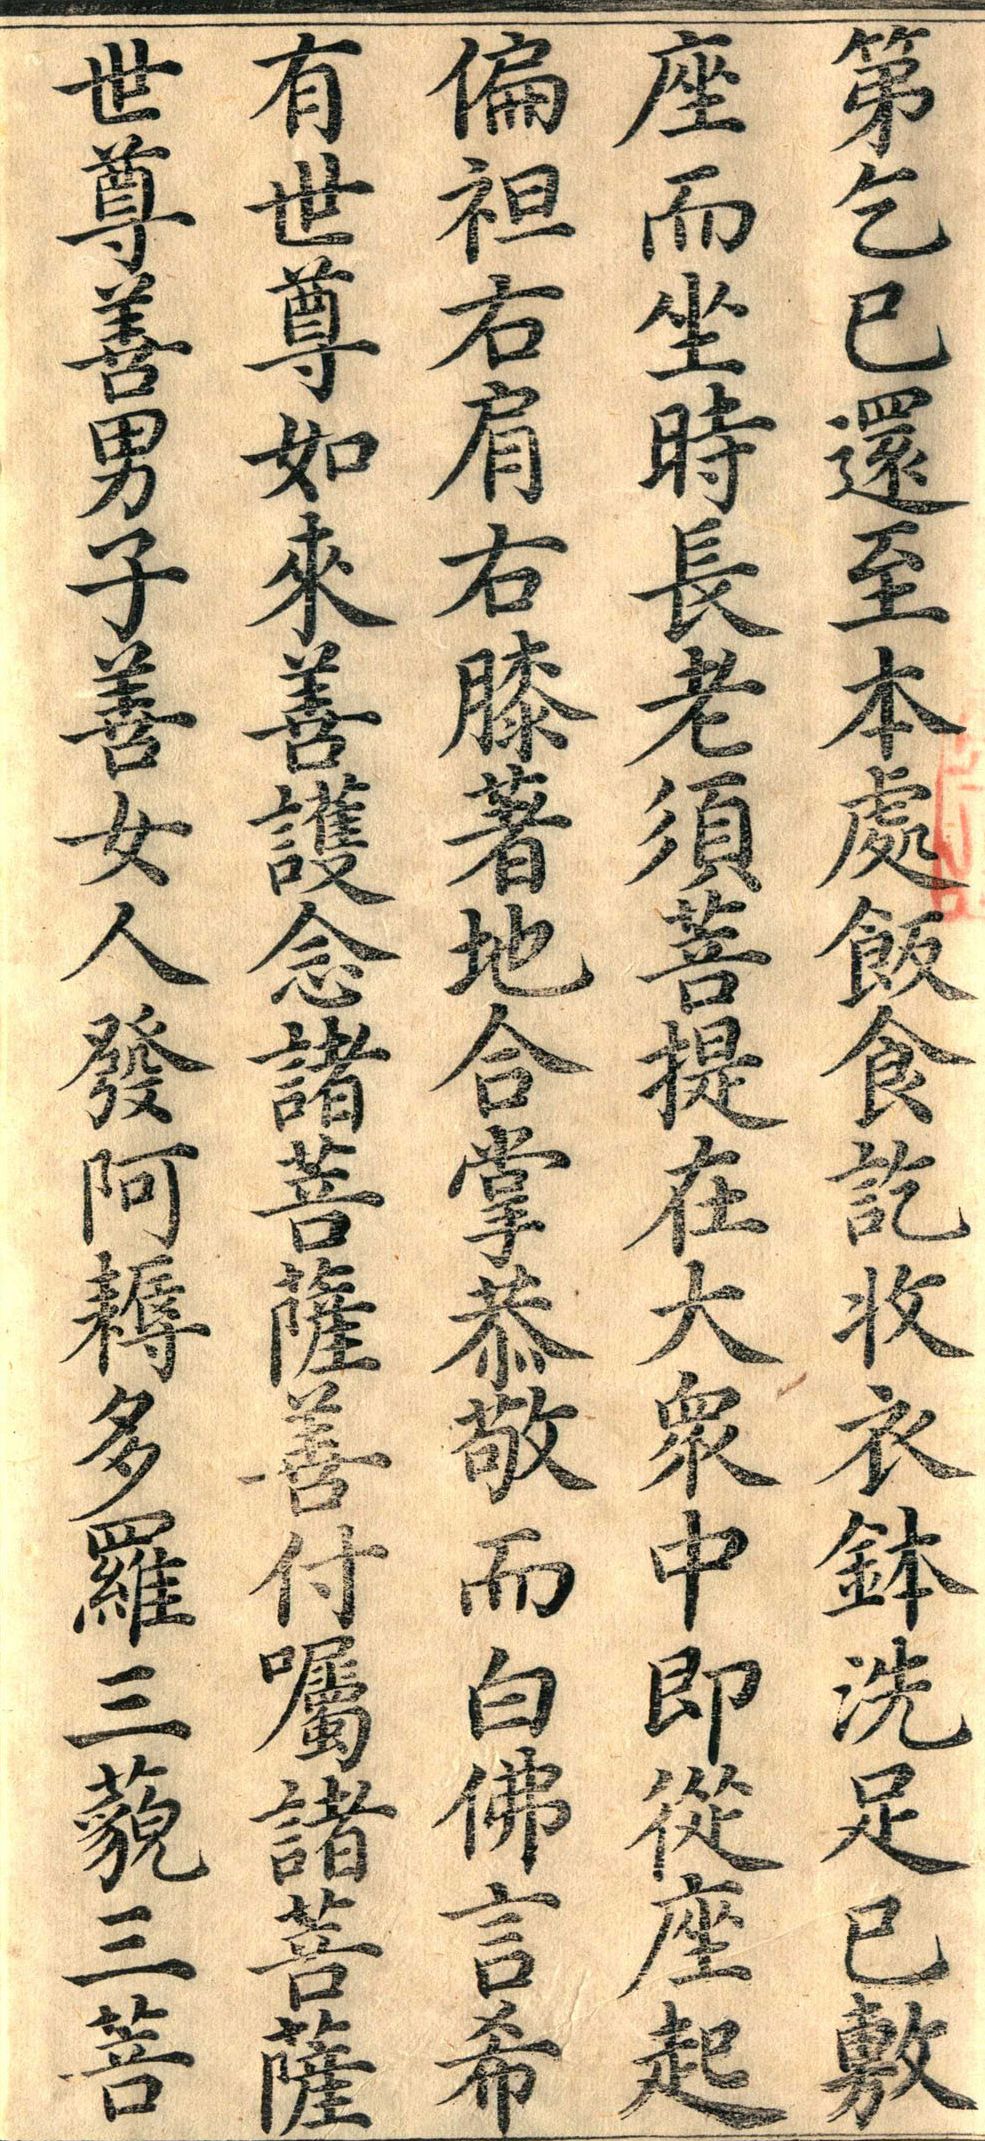 第乞已還至本處飯食訖收衣鉢洗足已敷
座而坐時長老須菩提在大眾中即從座起
偏袒右肩右膝著地合掌恭敬而白佛言希
有世尊如來善護念諸菩薩善付囑諸菩薩
世尊善男子善女人發阿耨多羅三藐三菩